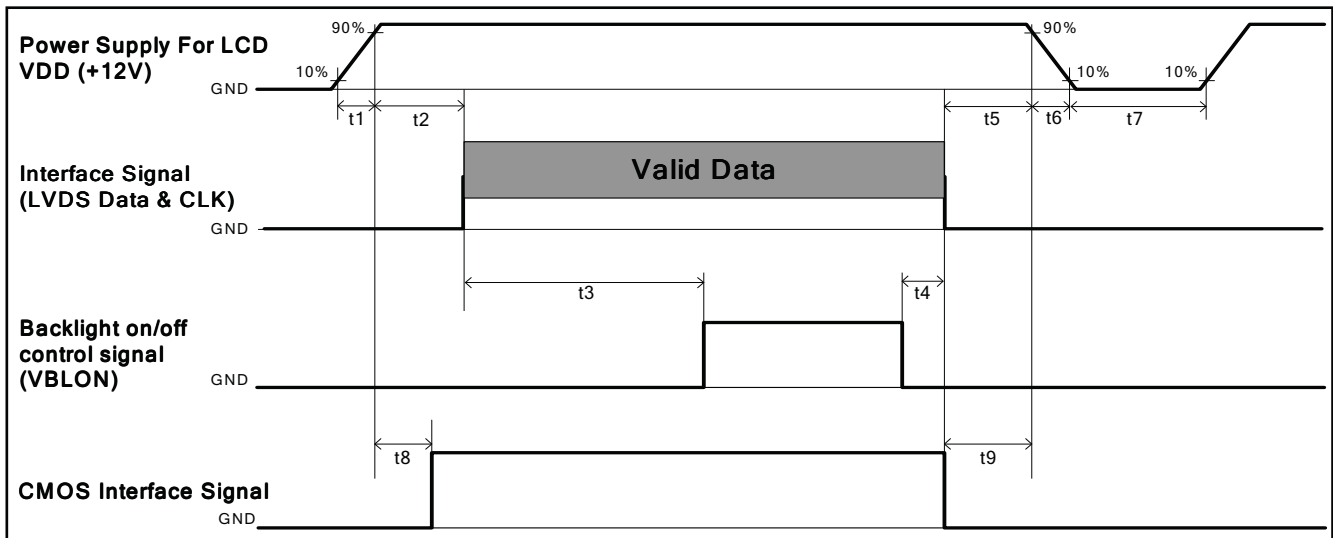 Power Supply For LCD
VDD (+12V)
90%
10%
GND
90%
10%
10%
t1
t2
t5
t6
t7
Interface Signal
(LVDS Data & CLK)
GND
Valid Data
t3
t4
Backlight on/off
control signal
(VBLON)
GND
t8
t9
CMOS Interface Signal
GND